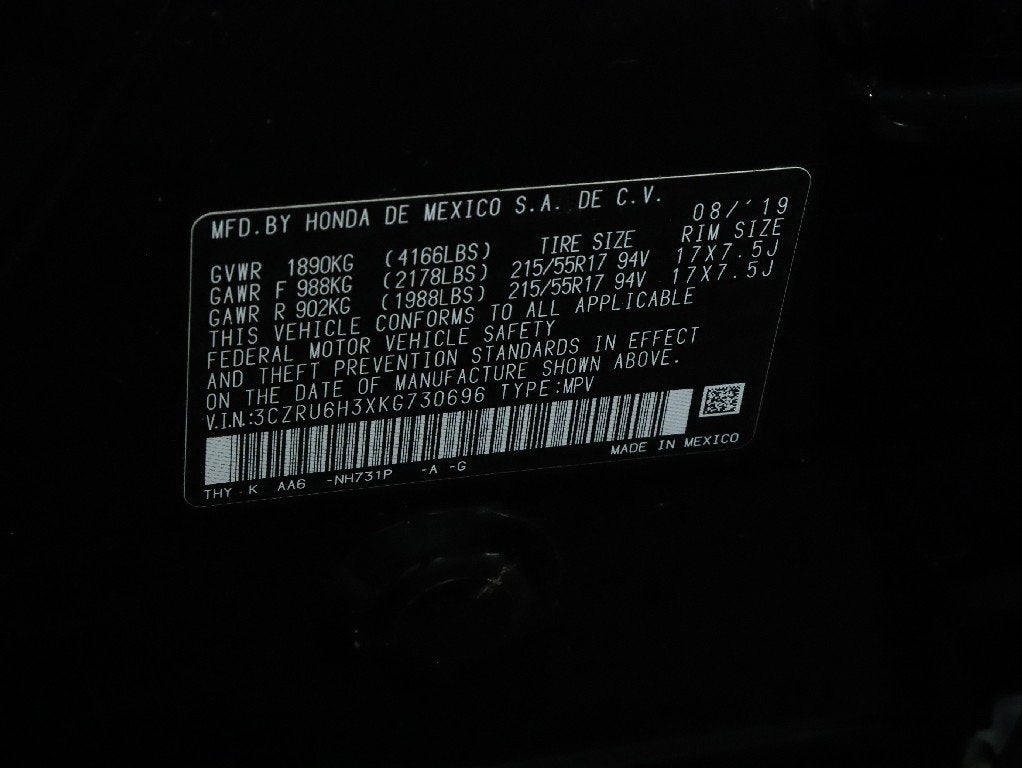 MFD.BY HONDA DE MEXICO S.A. DE C.V. 08/'19
GVWR 1890KG (4166LBS) TIRE SIZE RIM SIZE
GAWR F 988KG (2178LBS) 215/55R17 94V 17X7.5J
GAWR R 902KG (1988LBS) 215/55R17 94V 17X7.5J
THIS VEHICLE CONFORMS TO ALL APPLICABLE
FEDERAL MOTOR VEHICLE SAFETY
AND THEFT PREVENTION STANDARDS IN EFFECT
ON THE DATE OF MANUFACTURE SHOWN ABOVE.
V.I.N.:3CZRU6H3XKG730696 TYPE:MPV
MADE IN MEXICO
THY K AA6 -NH731P -A -G